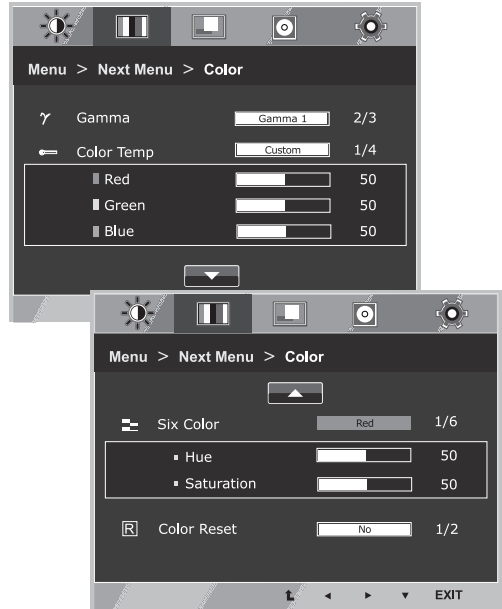 Menu > Next Menu > Color
γ Gamma Gamma 1 2/3
Color Temp Custom 1/4
Red 50
Green 50
Blue 50
Menu > Next Menu > Color
Six Color Red 1/6
Hue 50
Saturation 50
R Color Reset No 1/2
EXIT